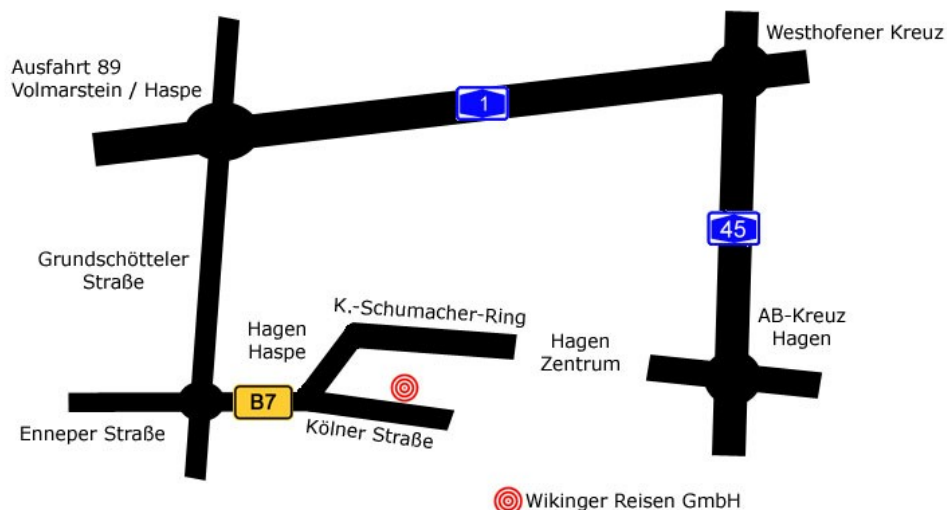 Westhofener Kreuz
Ausfahrt 89
Volmarstein / Haspe
1
45
Grundschötteler
Straße
K.-Schumacher-Ring
Hagen
Haspe
Hagen
Zentrum
AB-Kreuz
Hagen
B7
Enneper Straße
Kölner Straße
Wikinger Reisen GmbH